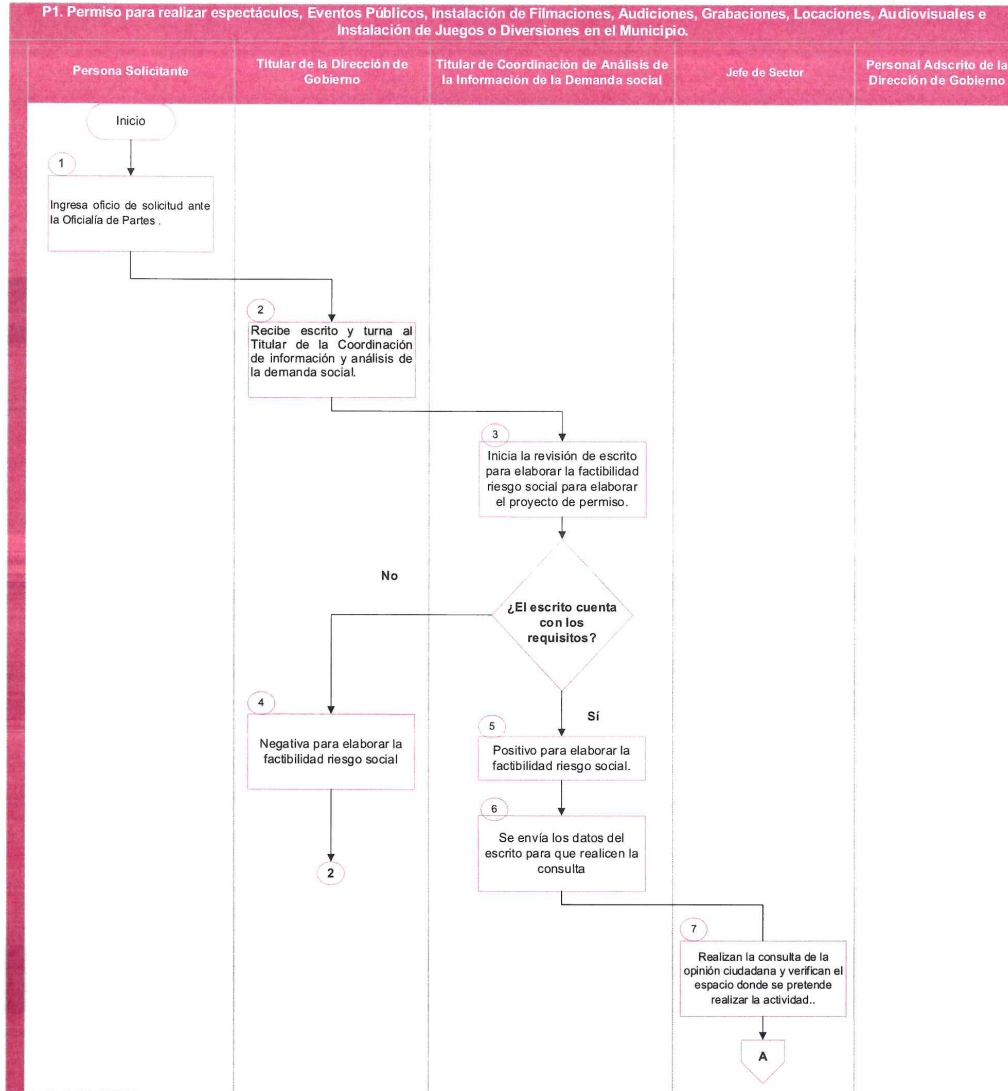 P1. Permiso para realizar espectáculos, Eventos Públicos, Instalación de Filmaciones, Audiciones, Grabaciones, Locaciones, Audiovisuales e
Instalación de Juegos o Diversiones en el Municipio.
Persona Solicitante
Titular de la Dirección de
Gobierno
Titular de Coordinación de Análisis de
la Información de la Demanda social
Jefe de Sector
Personal Adscrito de la
Dirección de Gobierno
Inicio
1
Ingresa oficio de solicitud ante
la Oficialía de Partes .
2
Recibe escrito y turna al
Titular de la Coordinación
de información y análisis de
la demanda social.
3
Inicia la revisión de escrito
para elaborar la factibilidad
riesgo social para elaborar
el proyecto de permiso.
No
¿El escrito cuenta
con los
requisitos?
Sí
4
Negativa para elaborar la
factibilidad riesgo social
5
Positivo para elaborar la
factibilidad riesgo social.
2
6
Se envía los datos del
escrito para que realicen la
consulta
7
Realizan la consulta de la
opinión ciudadana y verifican el
espacio donde se pretende
realizar la actividad..
A